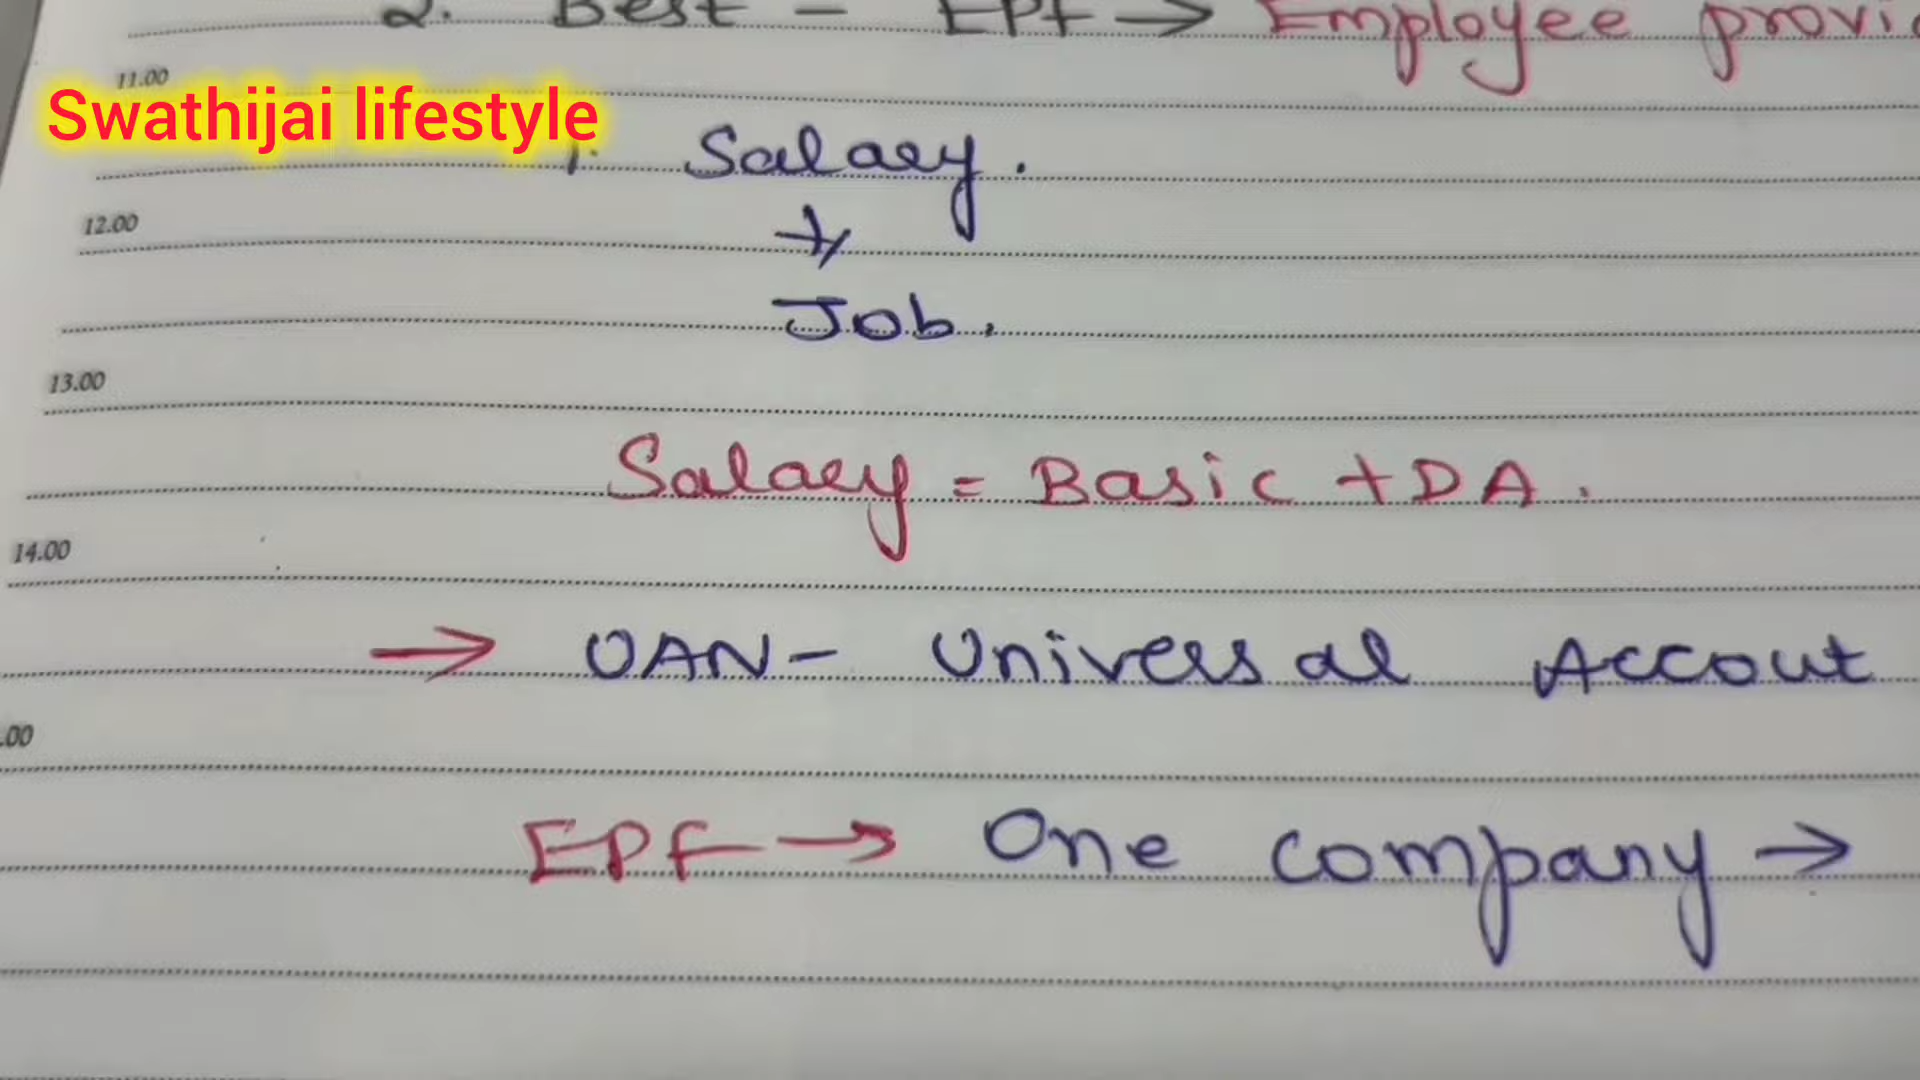 2. Best - EPF → Employee provi
11.00
Swathijai lifestyle
1. Salary.
12.00
Job.
13.00
Salary = Basic + DA.
14.00
→ UAN - Universal Accout
.00
EPF → One company →